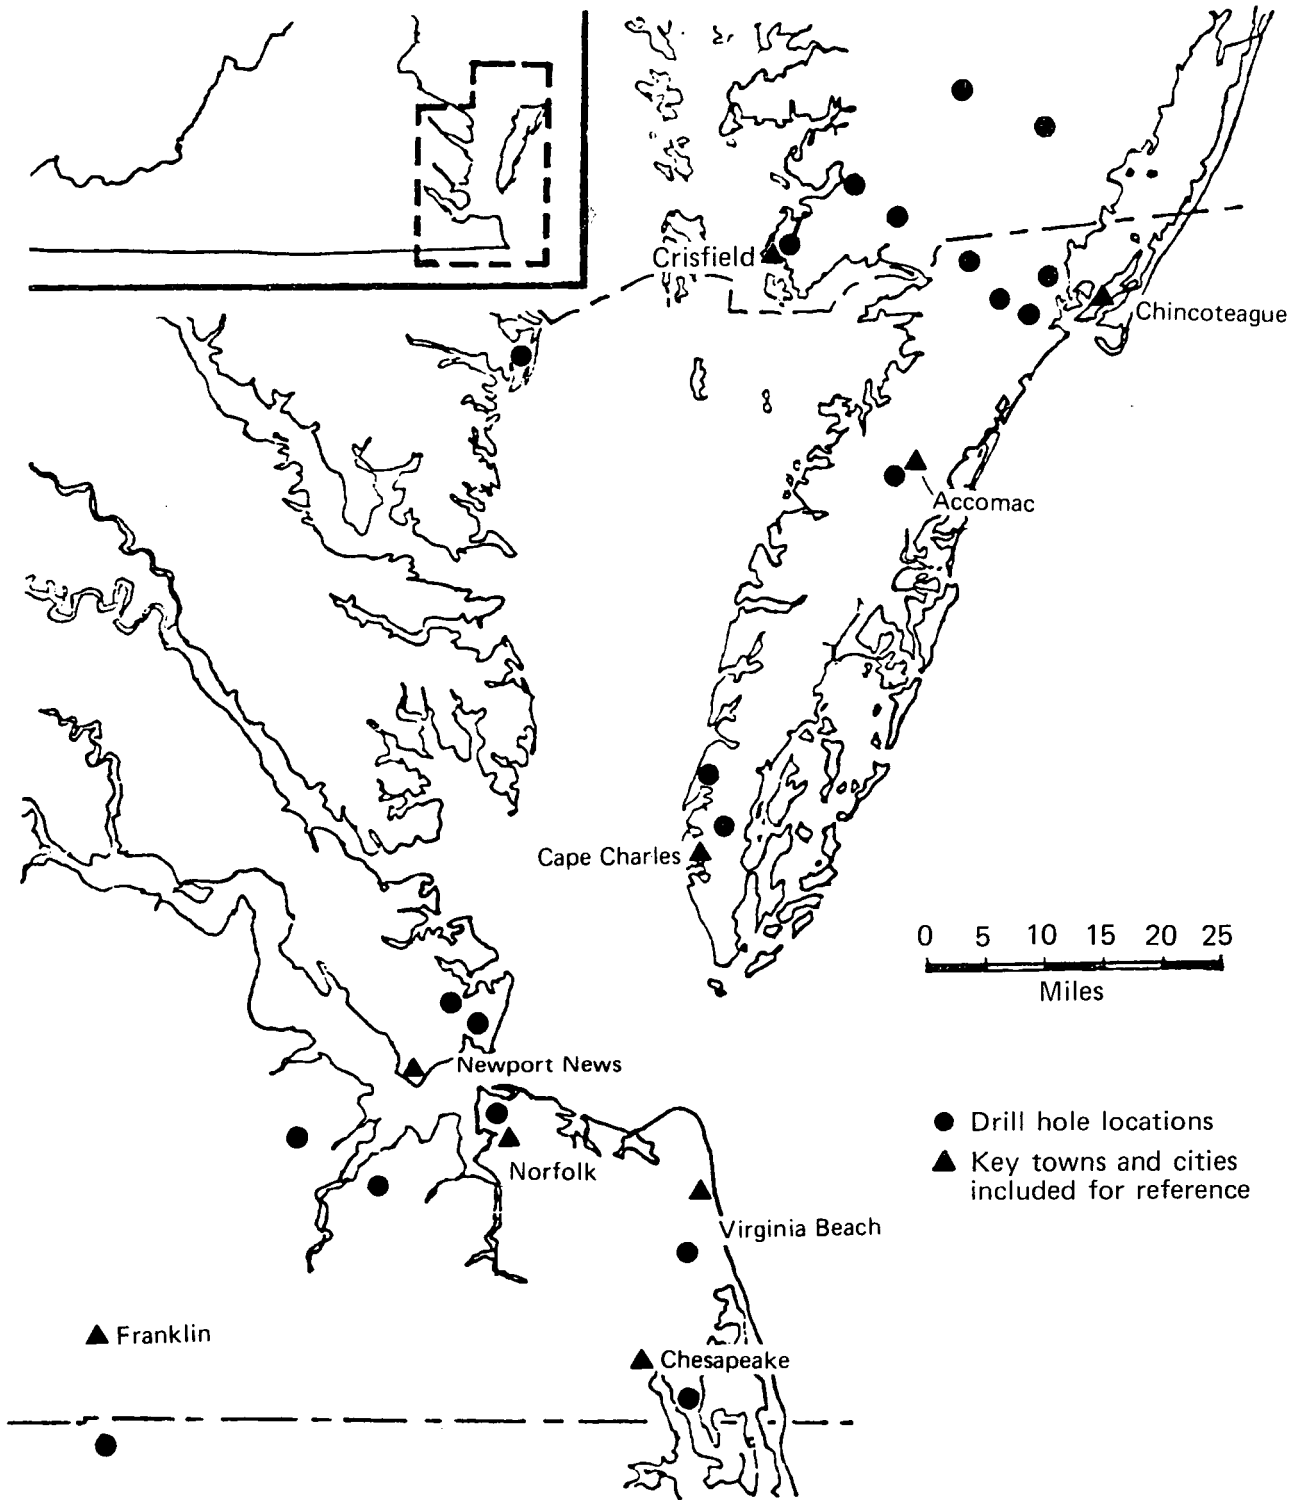 Crisfield
Chincoteague
Accomac
Cape Charles
0 5 10 15 20 25
Miles
Newport News
Drill hole locations
Norfolk
Key towns and cities
included for reference
Virginia Beach
Franklin
Chesapeake